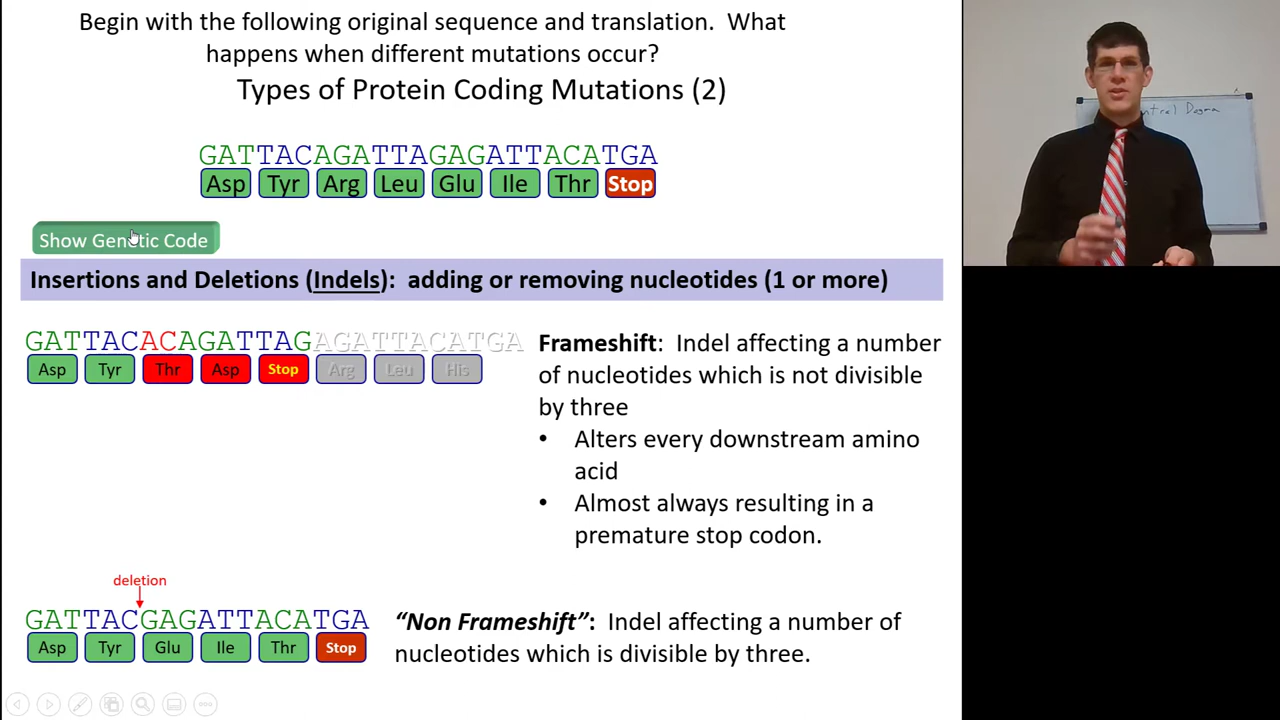 Begin with the following original sequence and translation.  What
happens when different mutations occur?
Types of Protein Coding Mutations (2)
GATTACAGATTAGAGATTACATGA
Asp Tyr Arg Leu Glu Ile Thr Stop
Show Genetic Code
Insertions and Deletions (Indels):  adding or removing nucleotides (1 or more)
GATTACACAGATTAGAGATTACATGA
Asp Tyr Thr Asp Stop Arg Leu His
Frameshift:  Indel affecting a number
of nucleotides which is not divisible
by three
• Alters every downstream amino
acid
• Almost always resulting in a
premature stop codon.
deletion
GATTACGAGATTACATGA
Asp Tyr Glu Ile Thr Stop
"Non Frameshift":  Indel affecting a number of
nucleotides which is divisible by three.
Dogma